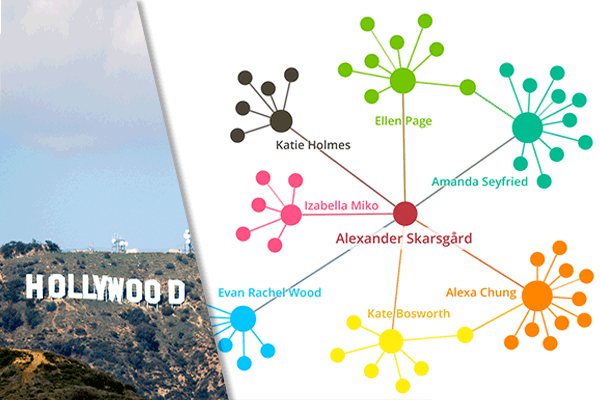 Ellen Page
Katie Holmes
Amanda Seyfried
Izabella Miko
Alexander Skarsgård
HOLLYWOOD
Evan Rachel Wood
Alexa Chung
Kate Bosworth